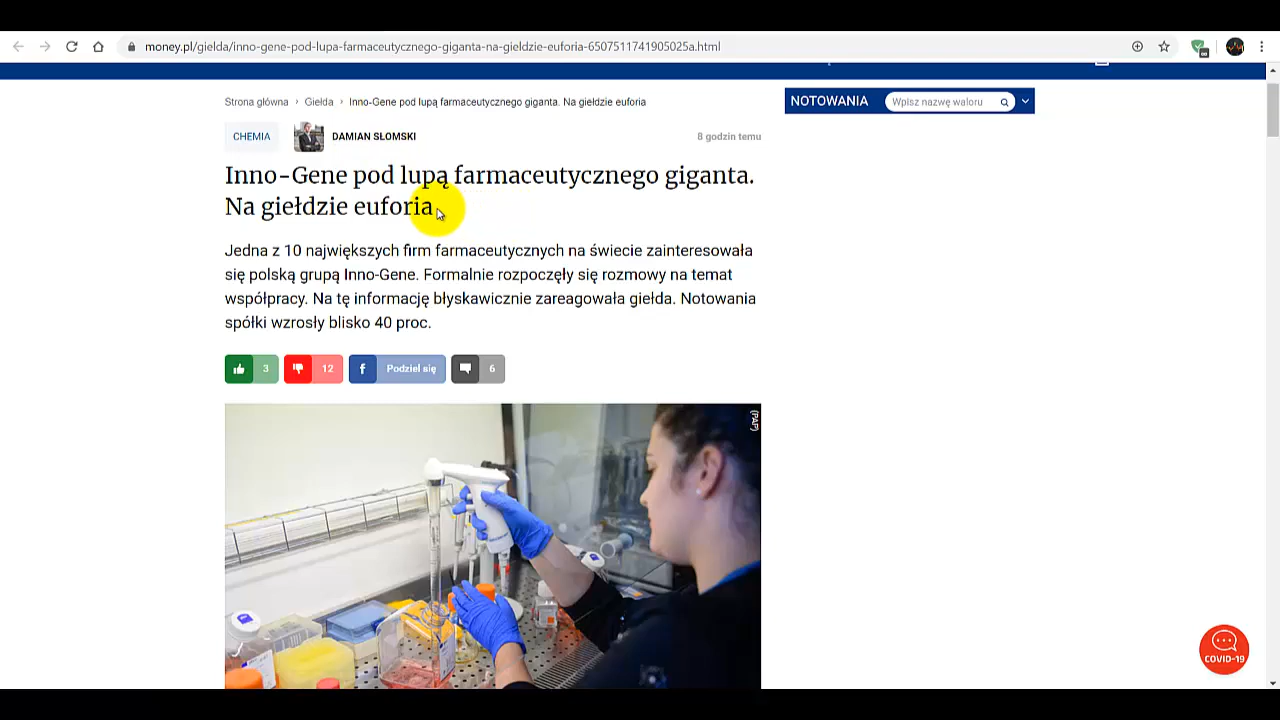 money.pl/gielda/inno-gene-pod-lupa-farmaceutycznego-giganta-na-gieldzie-euforia-6507511741905025a.html
Strona główna › Giełda › Inno-Gene pod lupą farmaceutycznego giganta. Na giełdzie euforia
NOTOWANIA
Wpisz nazwę waloru
CHEMIA
DAMIAN SŁOMSKI
8 godzin temu
Inno-Gene pod lupą farmaceutycznego giganta.
Na giełdzie euforia
Jedna z 10 największych firm farmaceutycznych na świecie zainteresowała
się polską grupą Inno-Gene. Formalnie rozpoczęły się rozmowy na temat
współpracy. Na tę informację błyskawicznie zareagowała giełda. Notowania
spółki wzrosły blisko 40 proc.
3
12
f Podziel się
6
(PAP)
COVID-19